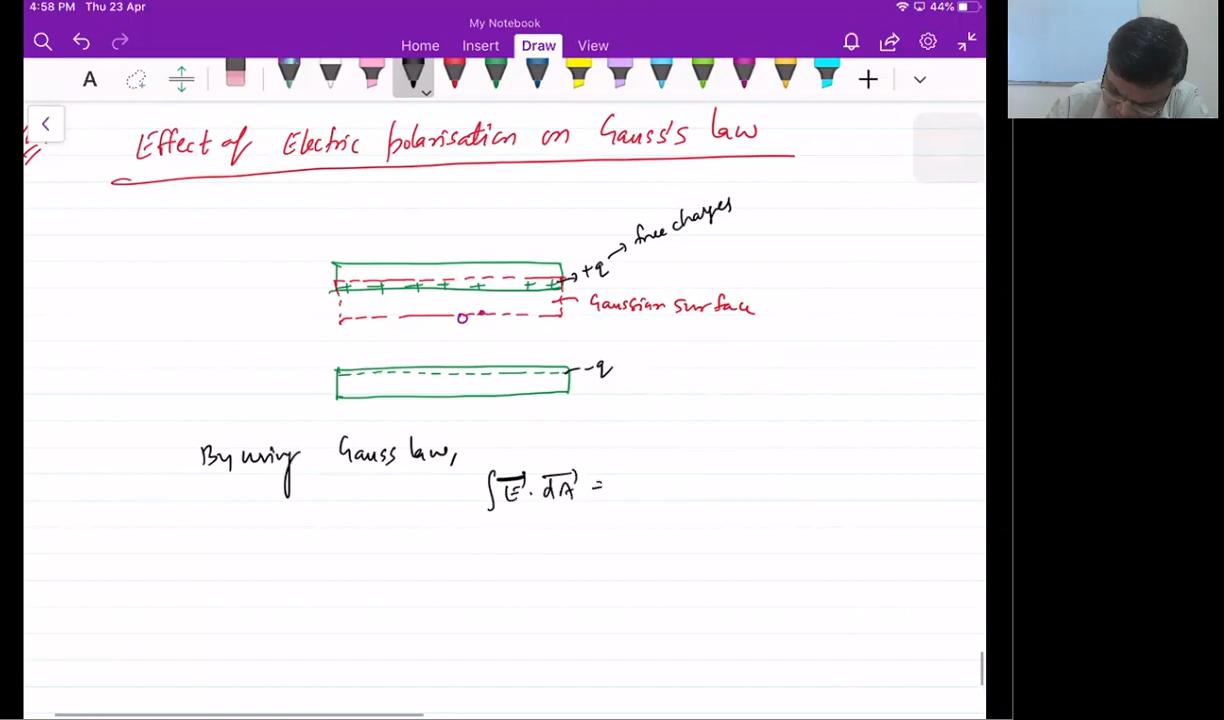 4:58 PM Thu 23 Apr
44%
My Notebook
Home Insert Draw View
A
Effect of Electric polarisation on Gauss's law
free charges
+q
+ + + + + + +
Gaussian surface
-q
By using Gauss law,
∫E⃗ . dA⃗ =